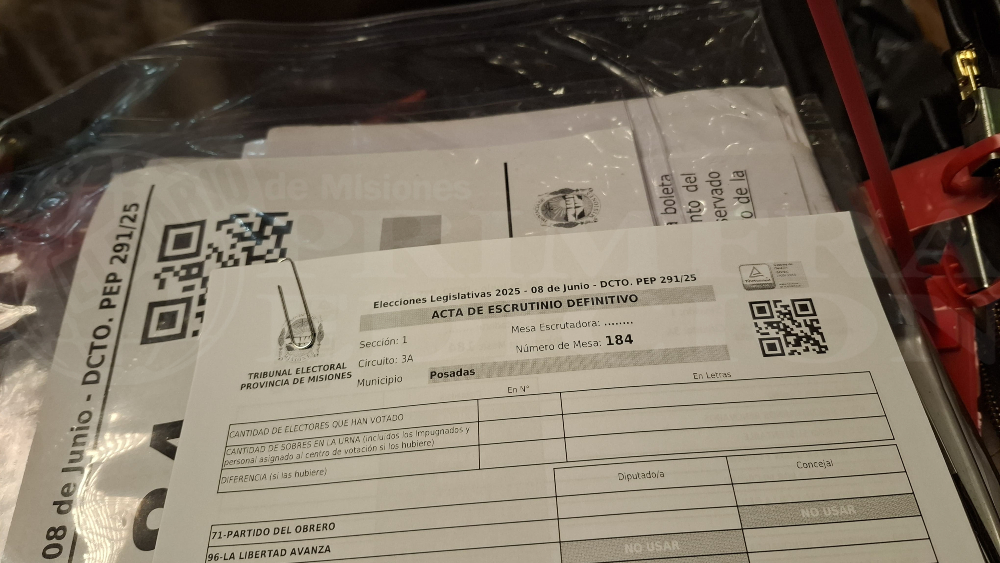 de Misiones
08 de Junio - DCTO. PEP 291/25
a boleta
nto del
servado
o de la
PRIMERA
Elecciones Legislativas 2025 - 08 de Junio - DCTO. PEP 291/25
ACTA DE ESCRUTINIO DEFINITIVO
Sección: 1
Mesa Escrutadora: ........
Circuito: 3A
Número de Mesa: 184
Municipio Posadas
TRIBUNAL ELECTORAL
PROVINCIA DE MISIONES
En N°
En Letras
CANTIDAD DE ELECTORES QUE HAN VOTADO
CANTIDAD DE SOBRES EN LA URNA (incluidos los Impugnados y
personal asignado al centro de votación si los hubiere)
DIFERENCIA (si las hubiere)
Diputado/a
Concejal
71-PARTIDO DEL OBRERO
NO USAR
96-LA LIBERTAD AVANZA
NO USAR